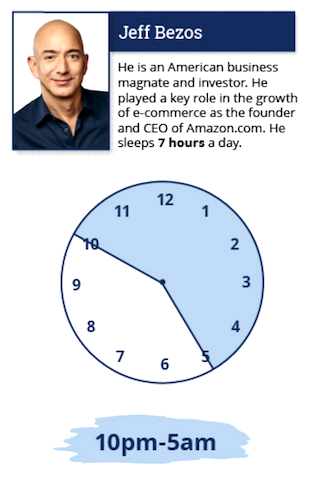 Jeff Bezos
He is an American business
magnate and investor. He
played a key role in the growth
of e-commerce as the founder
and CEO of Amazon.com. He
sleeps 7 hours a day.
12
1
2
3
4
5
6
7
8
9
10
11
10pm-5am